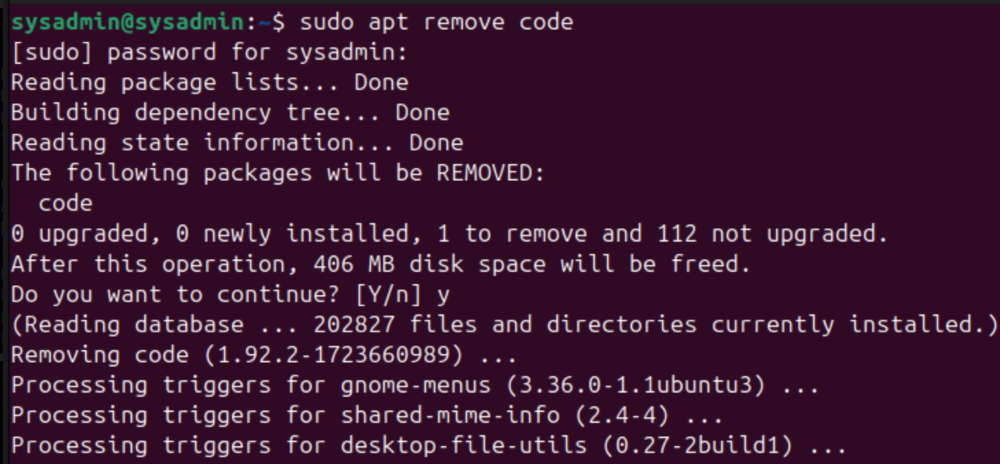 sysadmin@sysadmin:~$ sudo apt remove code
[sudo] password for sysadmin:
Reading package lists... Done
Building dependency tree... Done
Reading state information... Done
The following packages will be REMOVED:
  code
0 upgraded, 0 newly installed, 1 to remove and 112 not upgraded.
After this operation, 406 MB disk space will be freed.
Do you want to continue? [Y/n] y
(Reading database ... 202827 files and directories currently installed.)
Removing code (1.92.2-1723660989) ...
Processing triggers for gnome-menus (3.36.0-1.1ubuntu3) ...
Processing triggers for shared-mime-info (2.4-4) ...
Processing triggers for desktop-file-utils (0.27-2build1) ...